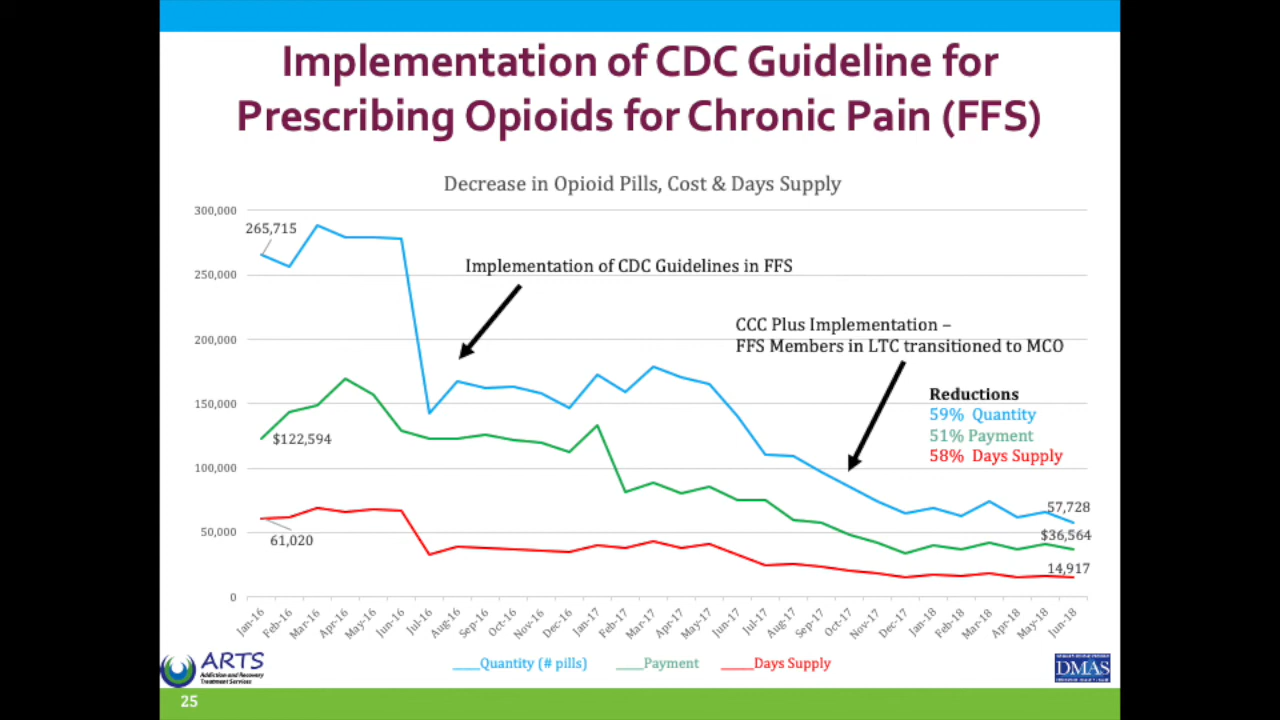 Implementation of CDC Guideline for
Prescribing Opioids for Chronic Pain (FFS)
Decrease in Opioid Pills, Cost & Days Supply
300,000
250,000
200,000
150,000
100,000
50,000
0
265,715
$122,594
61,020
Implementation of CDC Guidelines in FFS
CCC Plus Implementation –
FFS Members in LTC transitioned to MCO
Reductions
59% Quantity
51% Payment
58% Days Supply
57,728
$36,564
14,917
Jan-16 Feb-16 Mar-16 Apr-16 May-16 Jun-16 Jul-16 Aug-16 Sep-16 Oct-16 Nov-16 Dec-16 Jan-17 Feb-17 Mar-17 Apr-17 May-17 Jun-17 Jul-17 Aug-17 Sep-17 Oct-17 Nov-17 Dec-17 Jan-18 Feb-18 Mar-18 Apr-18 May-18 Jun-18
Quantity (# pills) Payment Days Supply
ARTS
Addiction and Recovery
Treatment Services
DMAS
25